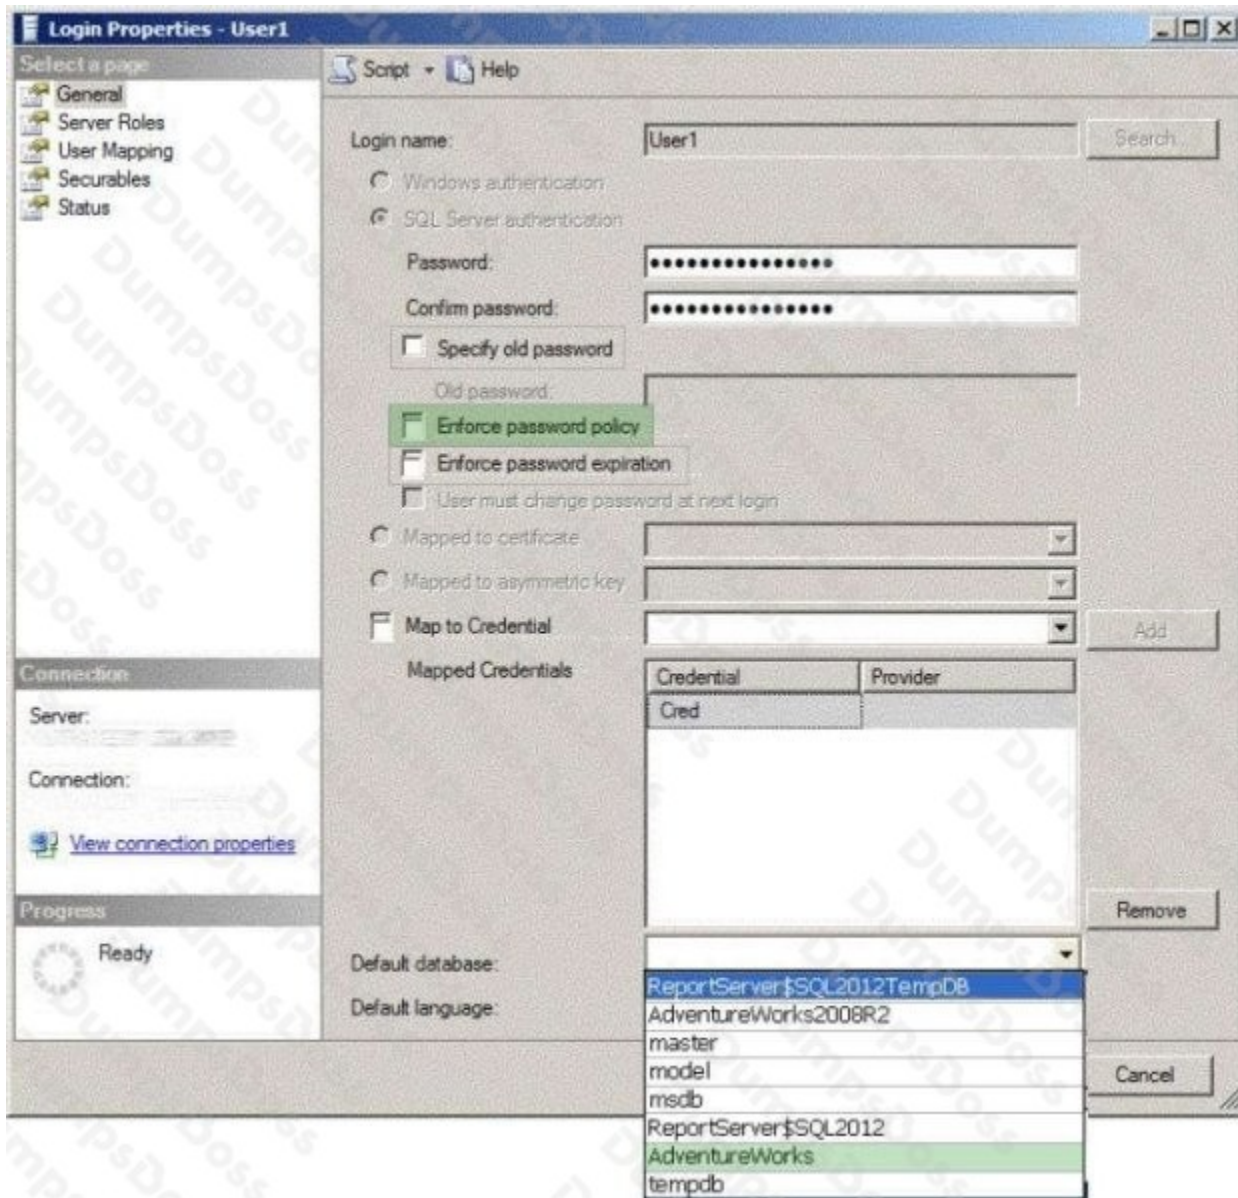 Login Properties - User1
Select a page
General
Server Roles
User Mapping
Securables
Status
Script Help
Login name: User1 Search...
Windows authentication
SQL Server authentication
Password: ●●●●●●●●●●●●●●●
Confirm password: ●●●●●●●●●●●●●●●
Specify old password
Old password:
Enforce password policy
Enforce password expiration
User must change password at next login
Mapped to certificate
Mapped to asymmetric key
Map to Credential Add
Mapped Credentials Credential Provider
Cred
Remove
Default database:
Default language:
ReportServer$SQL2012TempDB
AdventureWorks2008R2
master
model
msdb
ReportServer$SQL2012
AdventureWorks
tempdb
Cancel
Connection
Server:
Connection:
View connection properties
Progress
Ready
DumpsDoss